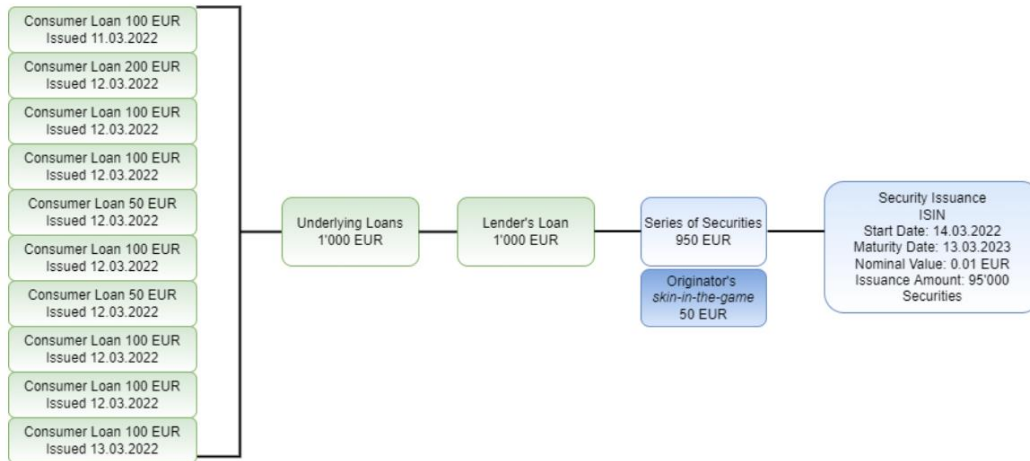 Consumer Loan 100 EUR
Issued 11.03.2022
Consumer Loan 200 EUR
Issued 12.03.2022
Consumer Loan 100 EUR
Issued 12.03.2022
Consumer Loan 100 EUR
Issued 12.03.2022
Consumer Loan 50 EUR
Issued 12.03.2022
Consumer Loan 100 EUR
Issued 12.03.2022
Consumer Loan 50 EUR
Issued 12.03.2022
Consumer Loan 100 EUR
Issued 12.03.2022
Consumer Loan 100 EUR
Issued 12.03.2022
Consumer Loan 100 EUR
Issued 13.03.2022
Underlying Loans
1'000 EUR
Lender's Loan
1'000 EUR
Series of Securities
950 EUR
Originator's
skin-in-the-game
50 EUR
Security Issuance
ISIN
Start Date: 14.03.2022
Maturity Date: 13.03.2023
Nominal Value: 0.01 EUR
Issuance Amount: 95'000
Securities